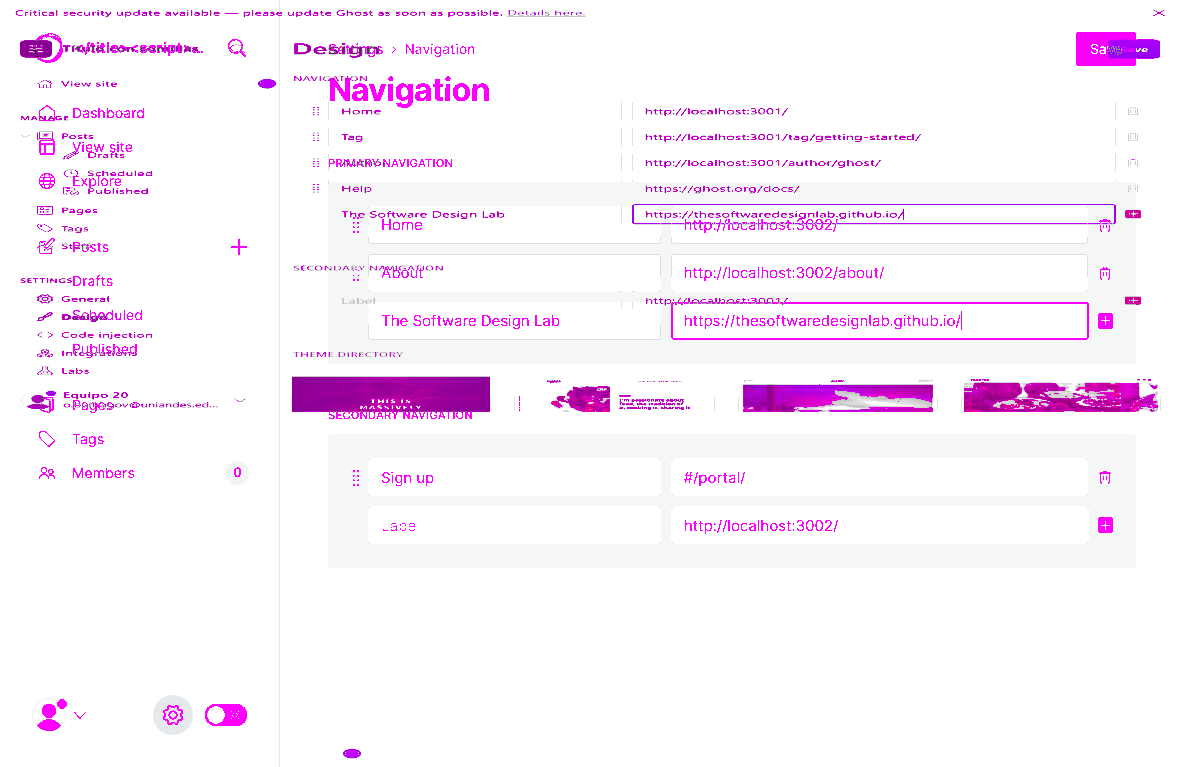 Critical security update available — please update Ghost as soon as possible. Details here.
Design
Settings › Navigation
NAVIGATION
Navigation
View site
Dashboard
MANAGE
Posts
View site
Drafts
Scheduled
Explore
Published
Pages
Tags
Posts
SETTINGS
Drafts
General
Scheduled
Design
Code injection
Published
Integrations
Labs
Equipo 20
Pages
Tags
Members
0
Home
http://localhost:3001/
Tag
http://localhost:3001/tag/getting-started/
PRIMARY NAVIGATION
http://localhost:3001/author/ghost/
Help
https://ghost.org/docs/
The Software Design Lab
https://thesoftwaredesignlab.github.io/
Home
http://localhost:3002/
SECONDARY NAVIGATION
About
http://localhost:3002/about/
Label
http://localhost:3001/
The Software Design Lab
https://thesoftwaredesignlab.github.io/
THEME DIRECTORY
THIS IS
MASSIVELY
SECONDARY NAVIGATION
Sign up
#/portal/
http://localhost:3002/